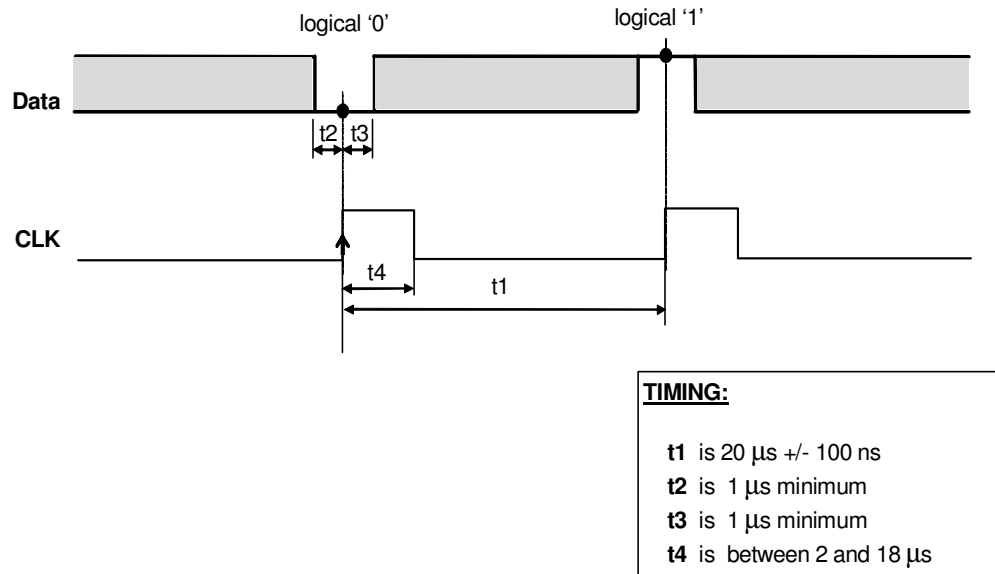 logical '0'
logical '1'
Data
t2
t3
CLK
t4
t1
TIMING:
t1 is 20 μs +/- 100 ns
t2 is 1 μs minimum
t3 is 1 μs minimum
t4 is between 2 and 18 μs